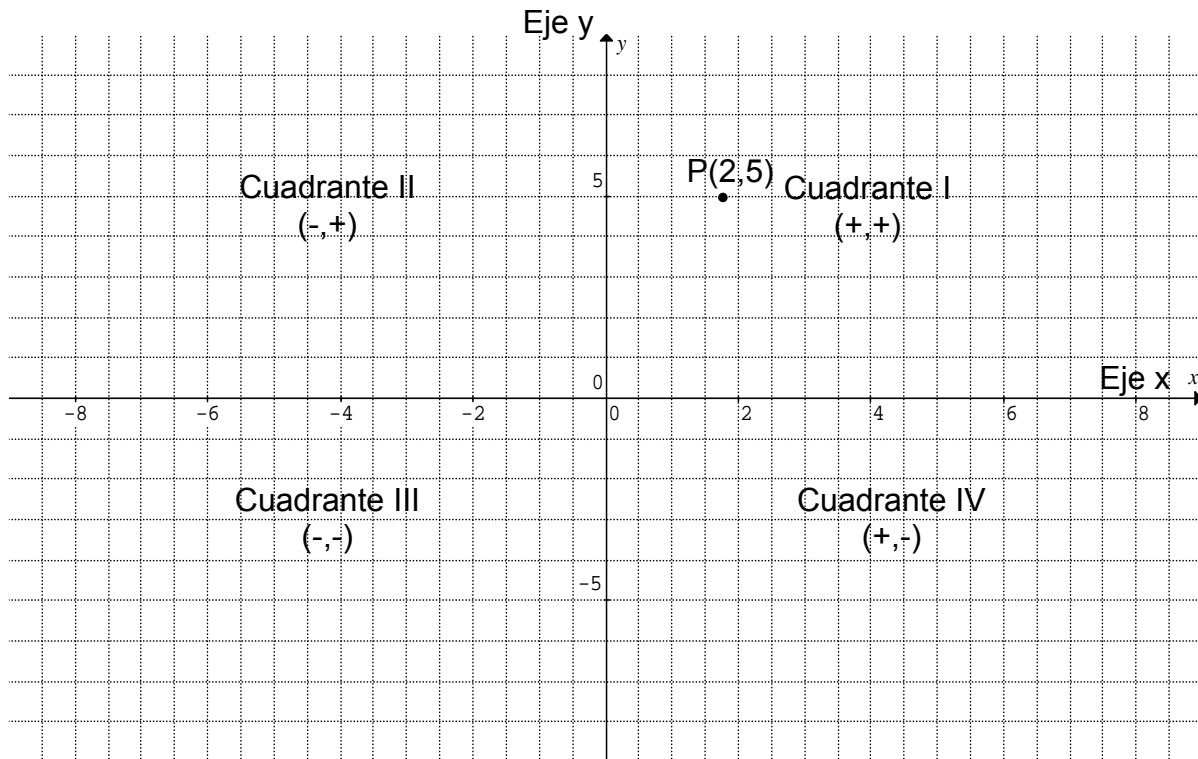 Eje y
y
P(2,5)
Cuadrante II
(-,+)
5
Cuadrante I
(+,+)
0
Eje x
x
-8
-6
-4
-2
0
2
4
6
8
Cuadrante III
(-,-)
Cuadrante IV
(+,-)
-5